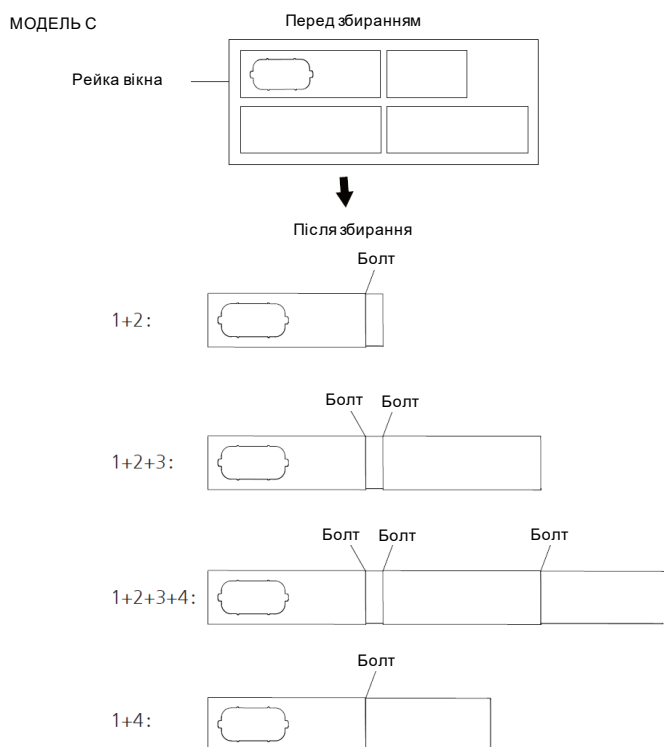 МОДЕЛЬ С
Перед збиранням
Рейка вікна
Після збирання
Болт
1+2:
Болт Болт
1+2+3:
Болт Болт Болт
1+2+3+4:
Болт
1+4: